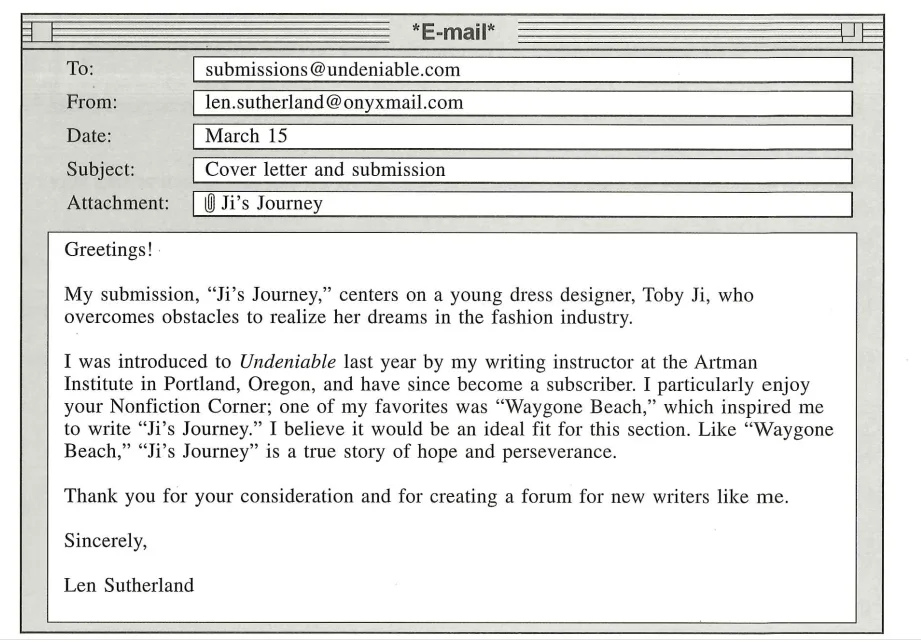 *E-mail*
To: submissions@undeniable.com
From: len.sutherland@onyxmail.com
Date: March 15
Subject: Cover letter and submission
Attachment: Ji's Journey
Greetings!
My submission, “Ji's Journey,” centers on a young dress designer, Toby Ji, who
overcomes obstacles to realize her dreams in the fashion industry.
I was introduced to Undeniable last year by my writing instructor at the Artman
Institute in Portland, Oregon, and have since become a subscriber. I particularly enjoy
your Nonfiction Corner; one of my favorites was “Waygone Beach,” which inspired me
to write “Ji's Journey.” I believe it would be an ideal fit for this section. Like “Waygone
Beach,” “Ji's Journey” is a true story of hope and perseverance.
Thank you for your consideration and for creating a forum for new writers like me.
Sincerely,
Len Sutherland